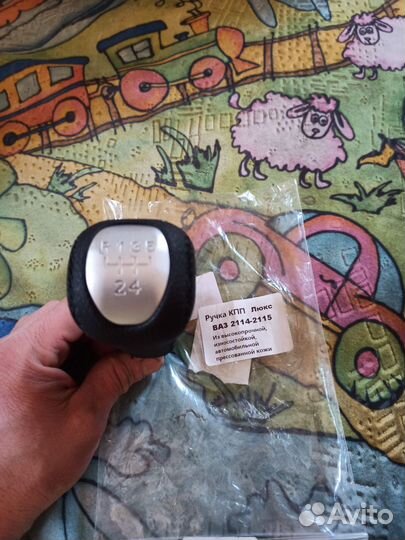 R 1 3 5
2 4
Ручка КПП Люкс
ВАЗ 2114-2115
Из высокопрочной,
износостойкой,
автомобильной
прессованной кожи
Avito